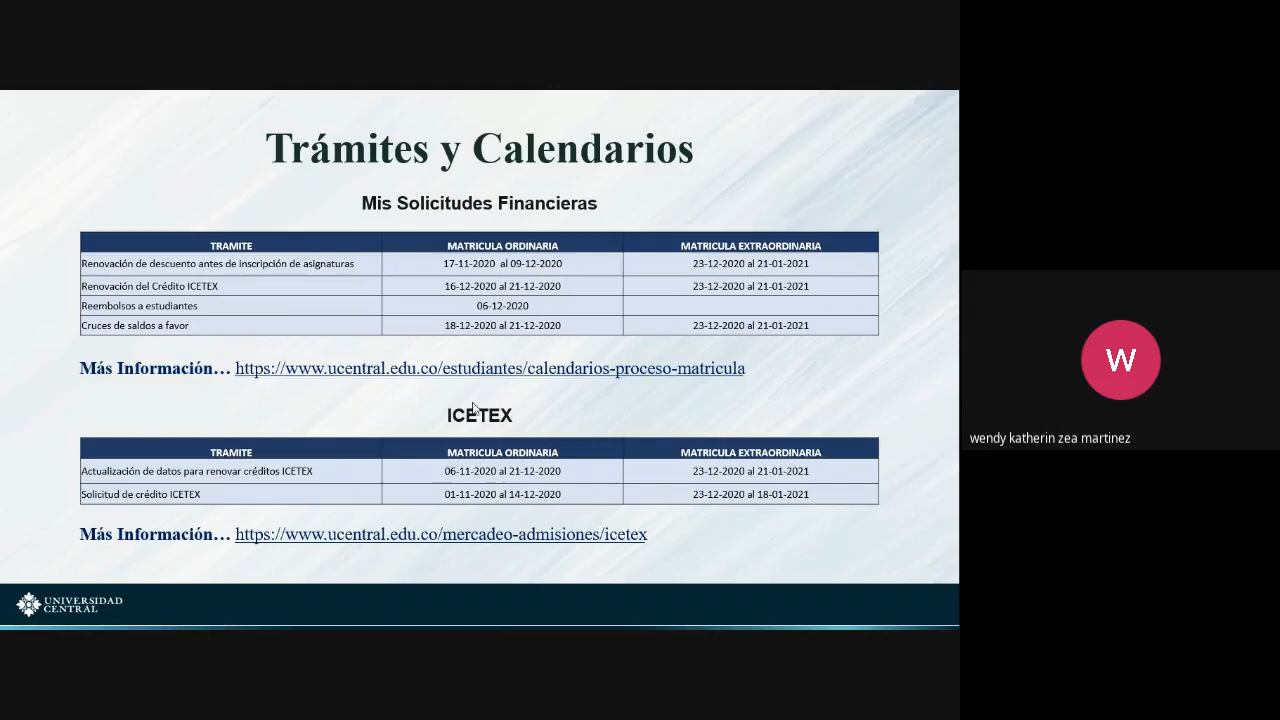 Trámites y Calendarios
Mis Solicitudes Financieras
TRAMITE MATRICULA ORDINARIA MATRICULA EXTRAORDINARIA
Renovación de descuento antes de inscripción de asignaturas 17-11-2020 al 09-12-2020 23-12-2020 al 21-01-2021
Renovación del Crédito ICETEX 16-12-2020 al 21-12-2020 23-12-2020 al 21-01-2021
Reembolsos a estudiantes 06-12-2020
Cruces de saldos a favor 18-12-2020 al 21-12-2020 23-12-2020 al 21-01-2021
Más Información... https://www.ucentral.edu.co/estudiantes/calendarios-proceso-matricula
ICETEX
TRAMITE MATRICULA ORDINARIA MATRICULA EXTRAORDINARIA
Actualización de datos para renovar créditos ICETEX 06-11-2020 al 21-12-2020 23-12-2020 al 21-01-2021
Solicitud de crédito ICETEX 01-11-2020 al 14-12-2020 23-12-2020 al 18-01-2021
Más Información... https://www.ucentral.edu.co/mercadeo-admisiones/icetex
UNIVERSIDAD
CENTRAL
W
wendy katherin zea martinez